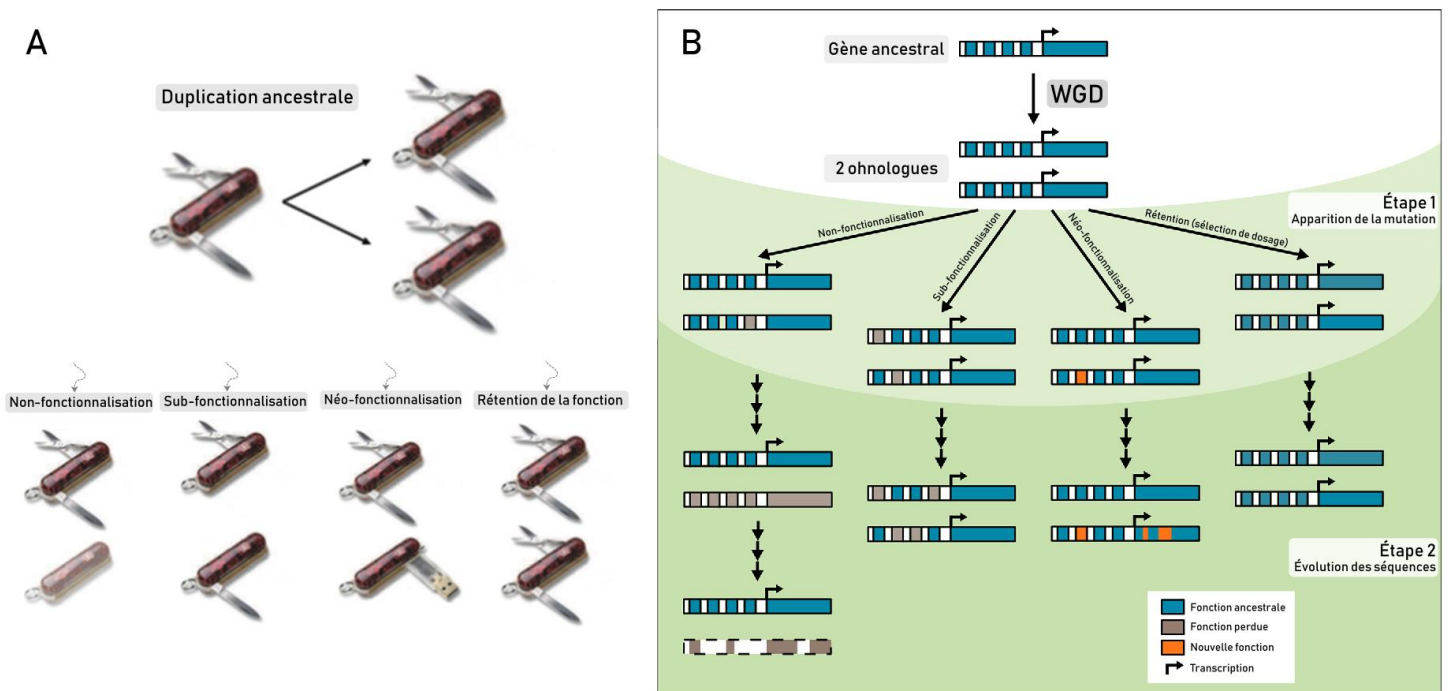 A
Duplication ancestrale
Non-fonctionnalisation
Sub-fonctionnalisation
Néo-fonctionnalisation
Rétention de la fonction
B
Gène ancestral
WGD
2 ohnologues
Étape 1
Apparition de la mutation
Non-fonctionnalisation
Sub-fonctionnalisation
Néo-fonctionnalisation
Rétention (sélection de dosage)
Étape 2
Évolution des séquences
Fonction ancestrale
Fonction perdue
Nouvelle fonction
Transcription